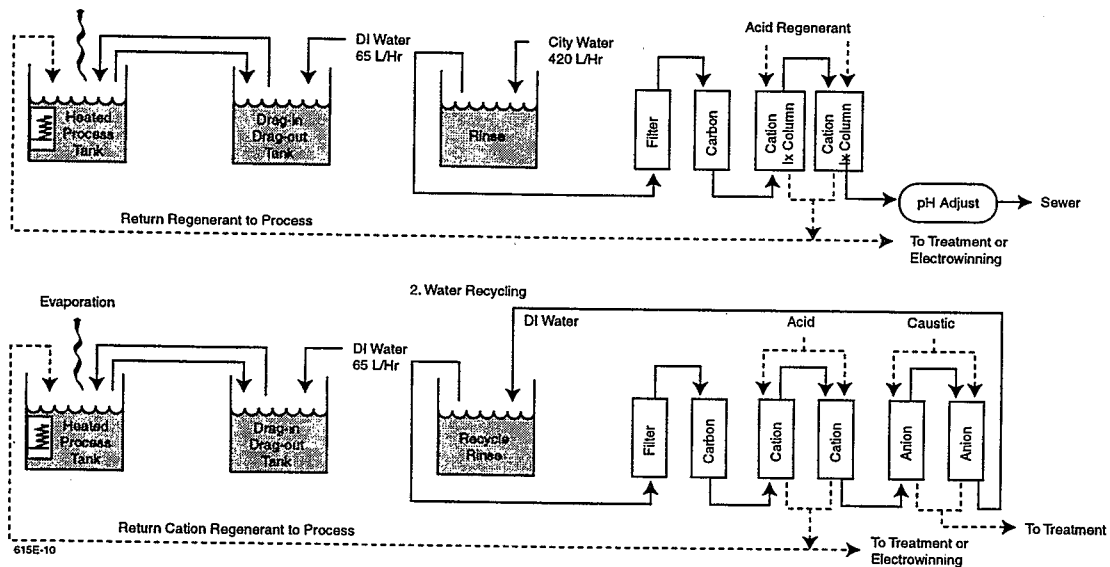 DI Water
65 L/Hr
City Water
420 L/Hr
Acid Regenerant
Heated
Process
Tank
Drag-in
Drag-out
Tank
Rinse
Filter
Carbon
Cation
Ix Column
Cation
Ix Column
pH Adjust
Sewer
Return Regenerant to Process
To Treatment or
Electrowinning
2. Water Recycling
Evaporation
DI Water
65 L/Hr
DI Water
Acid
Caustic
Heated
Process
Tank
Drag-in
Drag-out
Tank
Recycle
Rinse
Filter
Carbon
Cation
Cation
Anion
Anion
Return Cation Regenerant to Process
To Treatment
To Treatment or
Electrowinning
615E-10